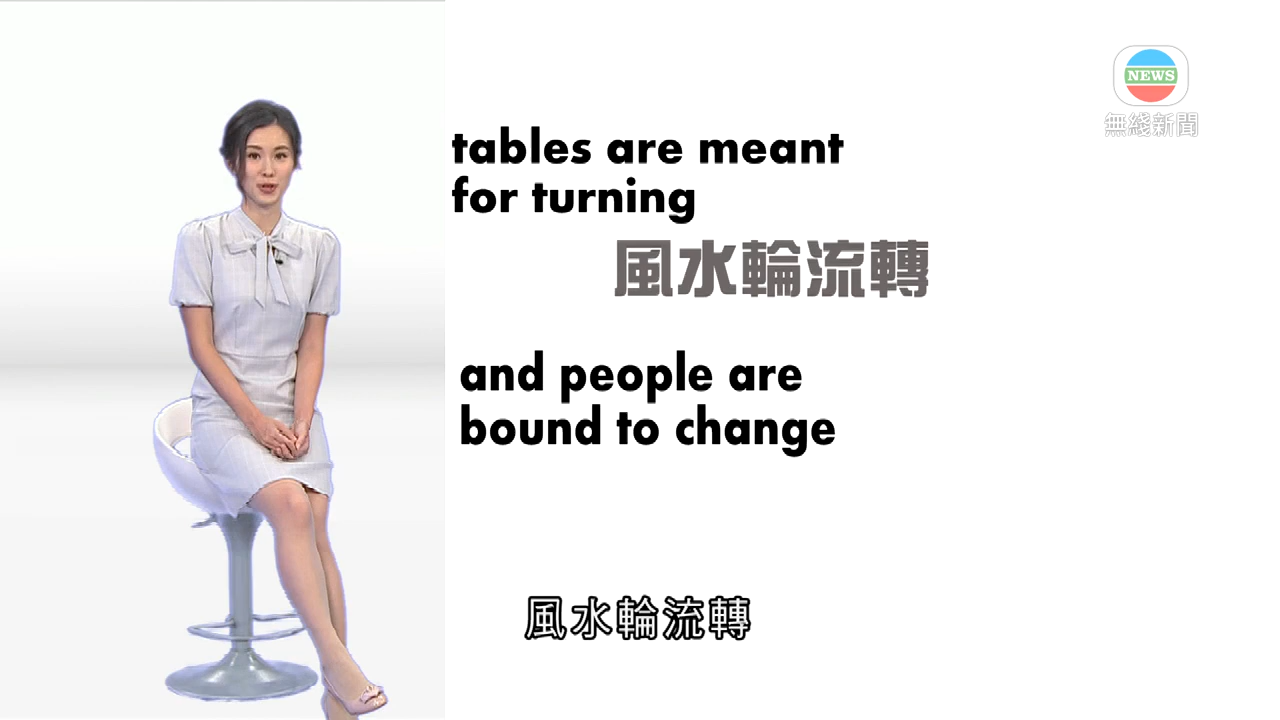 NEWS
無綫新聞
tables are meant
for turning
風水輪流轉
and people are
bound to change
風水輪流轉